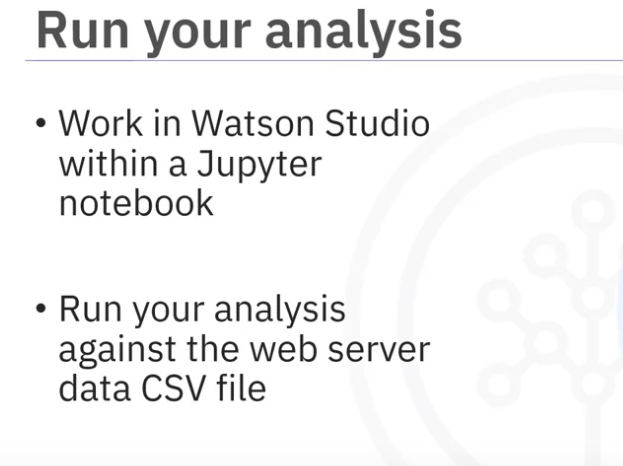 Run your analysis
• Work in Watson Studio
within a Jupyter
notebook
• Run your analysis
against the web server
data CSV file